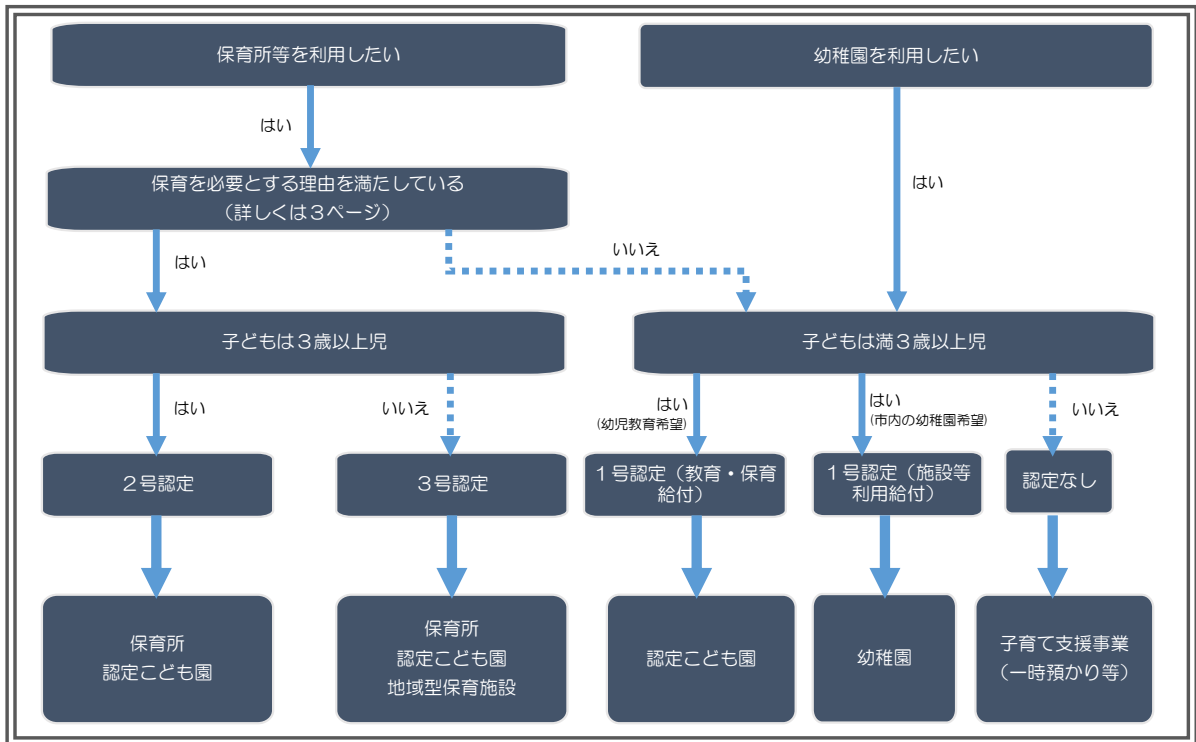 保育所等を利用したい
幼稚園を利用したい
はい
保育を必要とする理由を満たしている
（詳しくは３ページ）
はい
はい
いいえ
子どもは３歳以上児
子どもは満３歳以上児
はい
いいえ
はい
(幼児教育希望)
はい
(市内の幼稚園希望)
いいえ
２号認定
３号認定
１号認定（教育・保育
給付）
１号認定（施設等
利用給付）
認定なし
保育所
認定こども園
保育所
認定こども園
地域型保育施設
認定こども園
幼稚園
子育て支援事業
（一時預かり等）